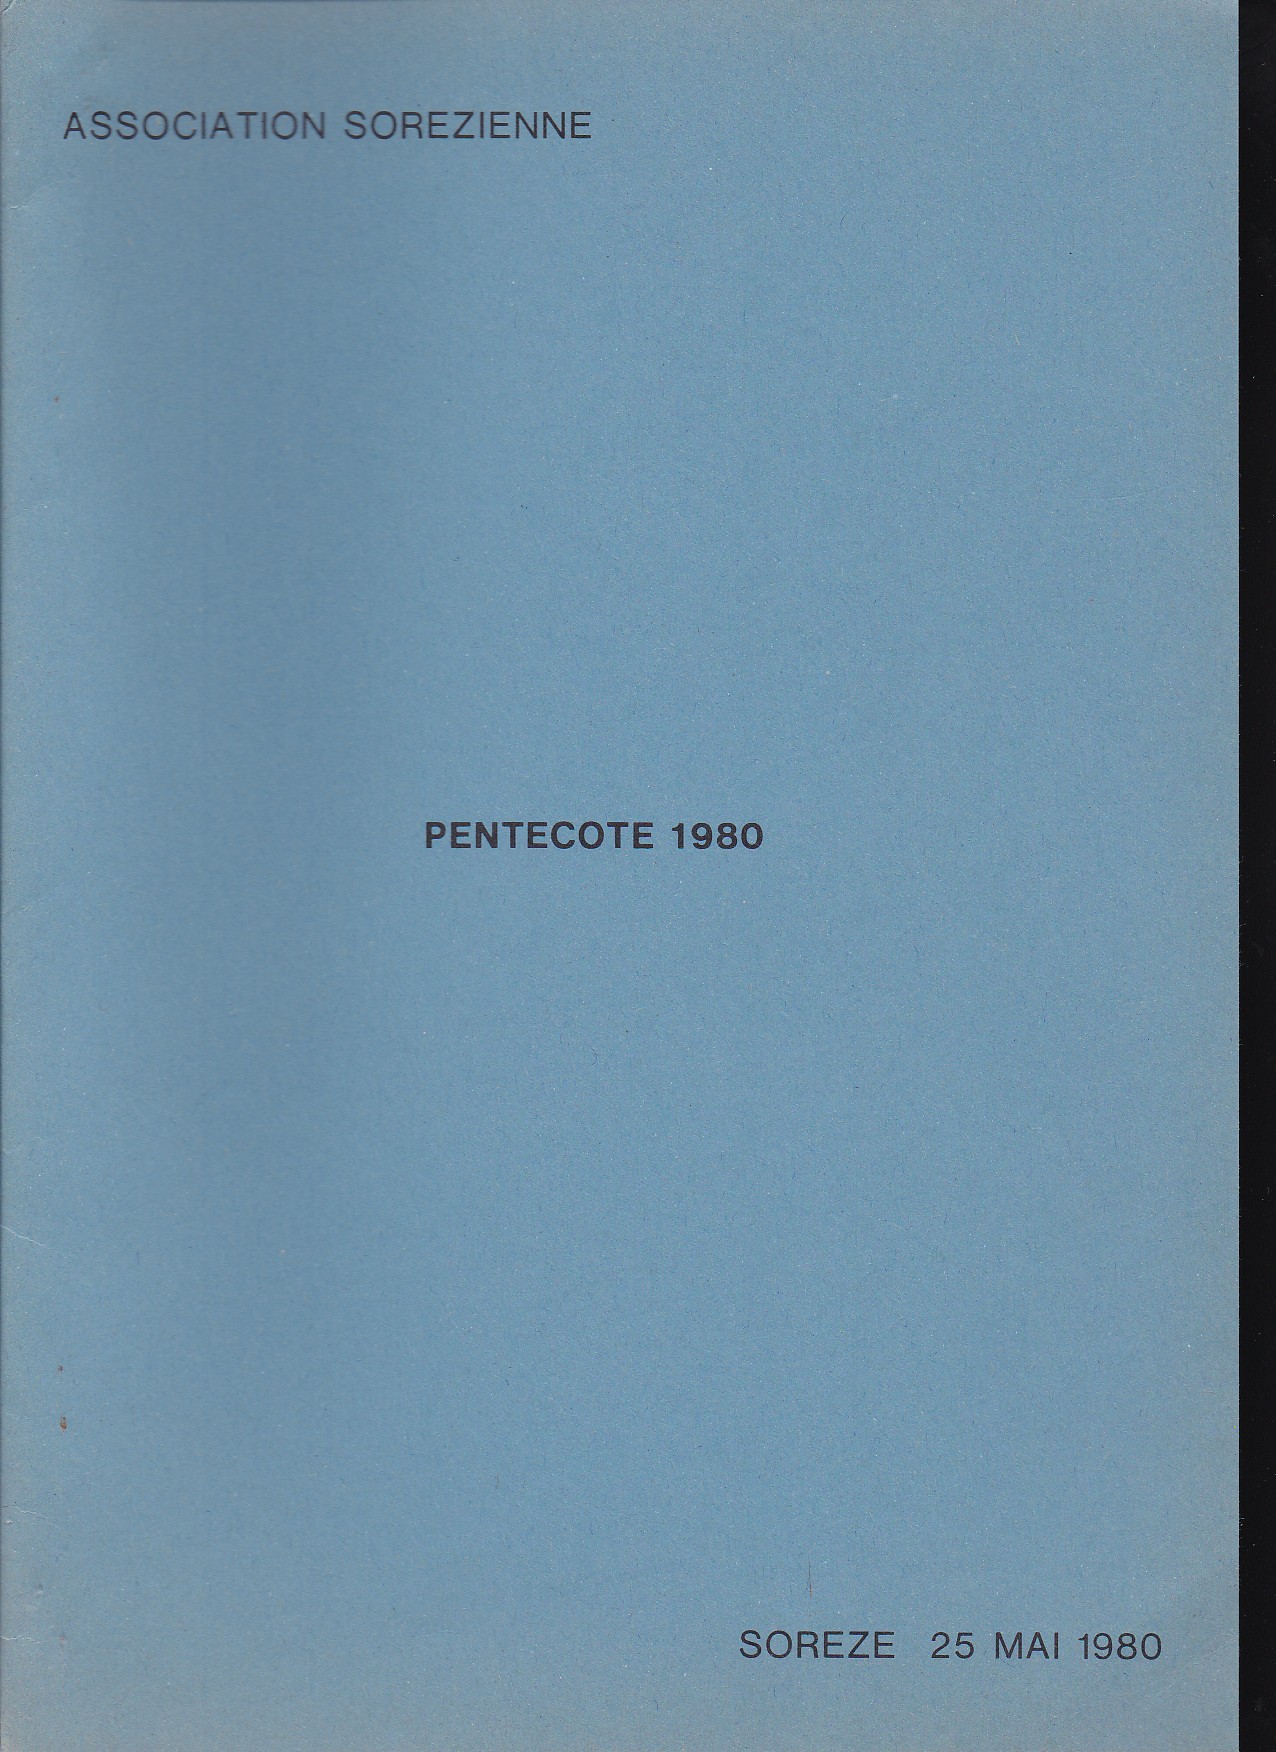 ASSOCIATION SOREZIENNE
PENTECOTE 1980
SOREZE 25 MAI 1980